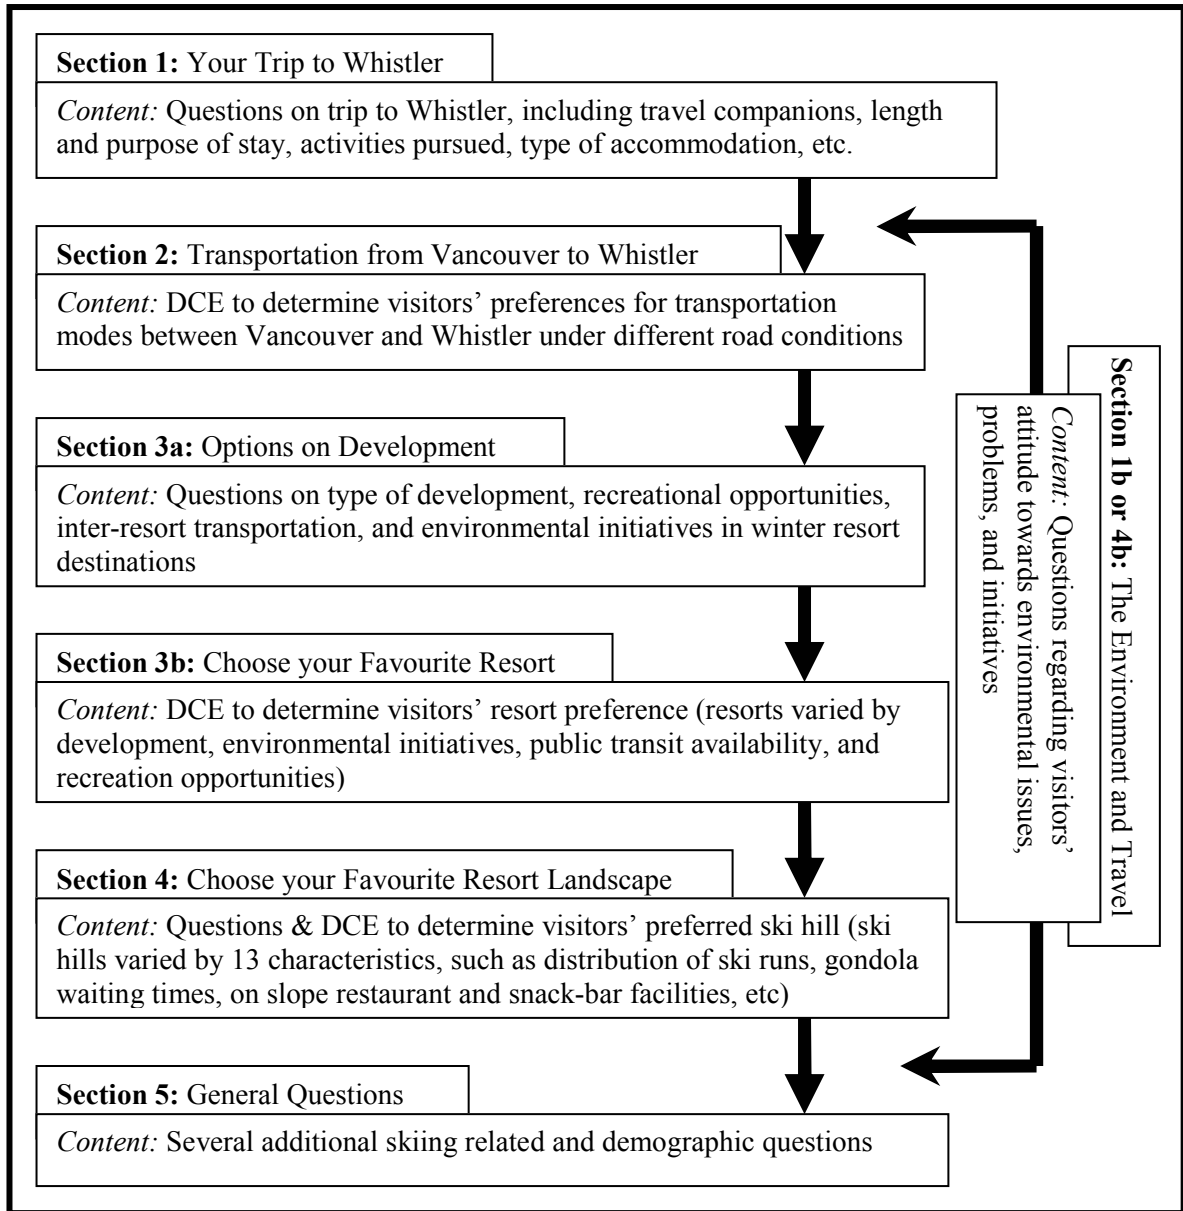 Section 1: Your Trip to Whistler
Content: Questions on trip to Whistler, including travel companions, length
and purpose of stay, activities pursued, type of accommodation, etc.
Section 2: Transportation from Vancouver to Whistler
Content: DCE to determine visitors’ preferences for transportation
modes between Vancouver and Whistler under different road conditions
Section 3a: Options on Development
Content: Questions on type of development, recreational opportunities,
inter-resort transportation, and environmental initiatives in winter resort
destinations
Section 3b: Choose your Favourite Resort
Content: DCE to determine visitors’ resort preference (resorts varied by
development, environmental initiatives, public transit availability, and
recreation opportunities)
Section 4: Choose your Favourite Resort Landscape
Content: Questions & DCE to determine visitors’ preferred ski hill (ski
hills varied by 13 characteristics, such as distribution of ski runs, gondola
waiting times, on slope restaurant and snack-bar facilities, etc)
Section 5: General Questions
Content: Several additional skiing related and demographic questions
Section 1b or 4b: The Environment and Travel
Content: Questions regarding visitors’
attitude towards environmental issues,
problems, and initiatives